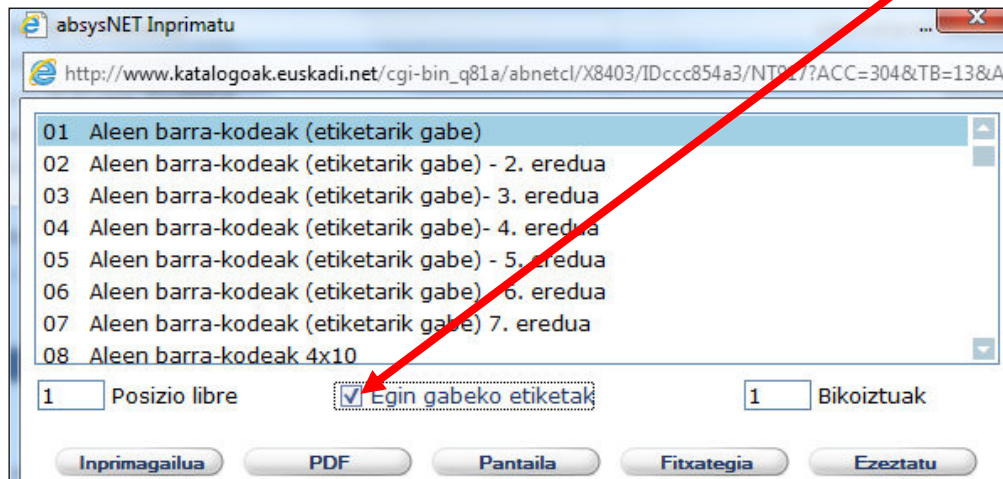 absysNET Inprimatu ...
http://www.katalogoak.euskadi.net/cgi-bin_q81a/abnetcl/X8403/IDccc854a3/NT917?ACC=304&TB=13&A
01 Aleen barra-kodeak (etiketarik gabe)
02 Aleen barra-kodeak (etiketarik gabe) - 2. eredua
03 Aleen barra-kodeak (etiketarik gabe)- 3. eredua
04 Aleen barra-kodeak (etiketarik gabe)- 4. eredua
05 Aleen barra-kodeak (etiketarik gabe) - 5. eredua
06 Aleen barra-kodeak (etiketarik gabe) - 6. eredua
07 Aleen barra-kodeak (etiketarik gabe) 7. eredua
08 Aleen barra-kodeak 4x10
1 Posizio libre Egin gabeko etiketak 1 Bikoiztuak
Inprimagailua PDF Pantaila Fitxategia Ezeztatu